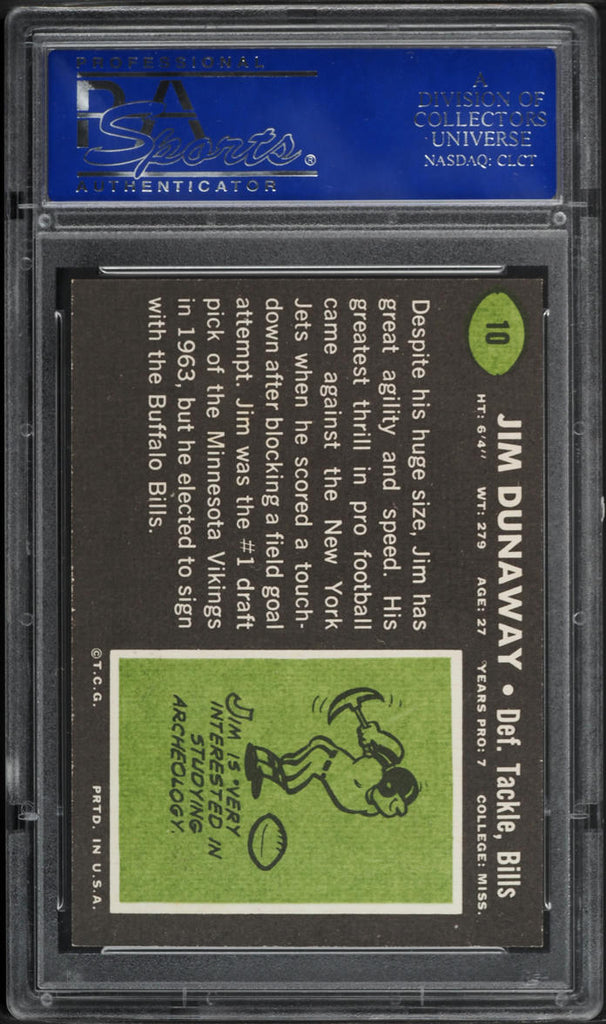 PROFESSIONAL
PSA
Sports®
AUTHENTICATOR
A
DIVISION OF
COLLECTORS
UNIVERSE
NASDAQ: CLCT
10
JIM DUNAWAY • Def. Tackle, Bills
HT: 6'4" WT: 279 AGE: 27 YEARS PRO: 7 COLLEGE: MISS.
Despite his huge size, Jim has
great agility and speed. His
greatest thrill in pro football
came against the New York
Jets when he scored a touch-
down after blocking a field goal
attempt. Jim was the #1 draft
pick of the Minnesota Vikings
in 1963, but he elected to sign
with the Buffalo Bills.
JIM IS VERY
INTERESTED IN
STUDYING
ARCHEOLOGY.
©T.C.G. PRTD. IN U.S.A.